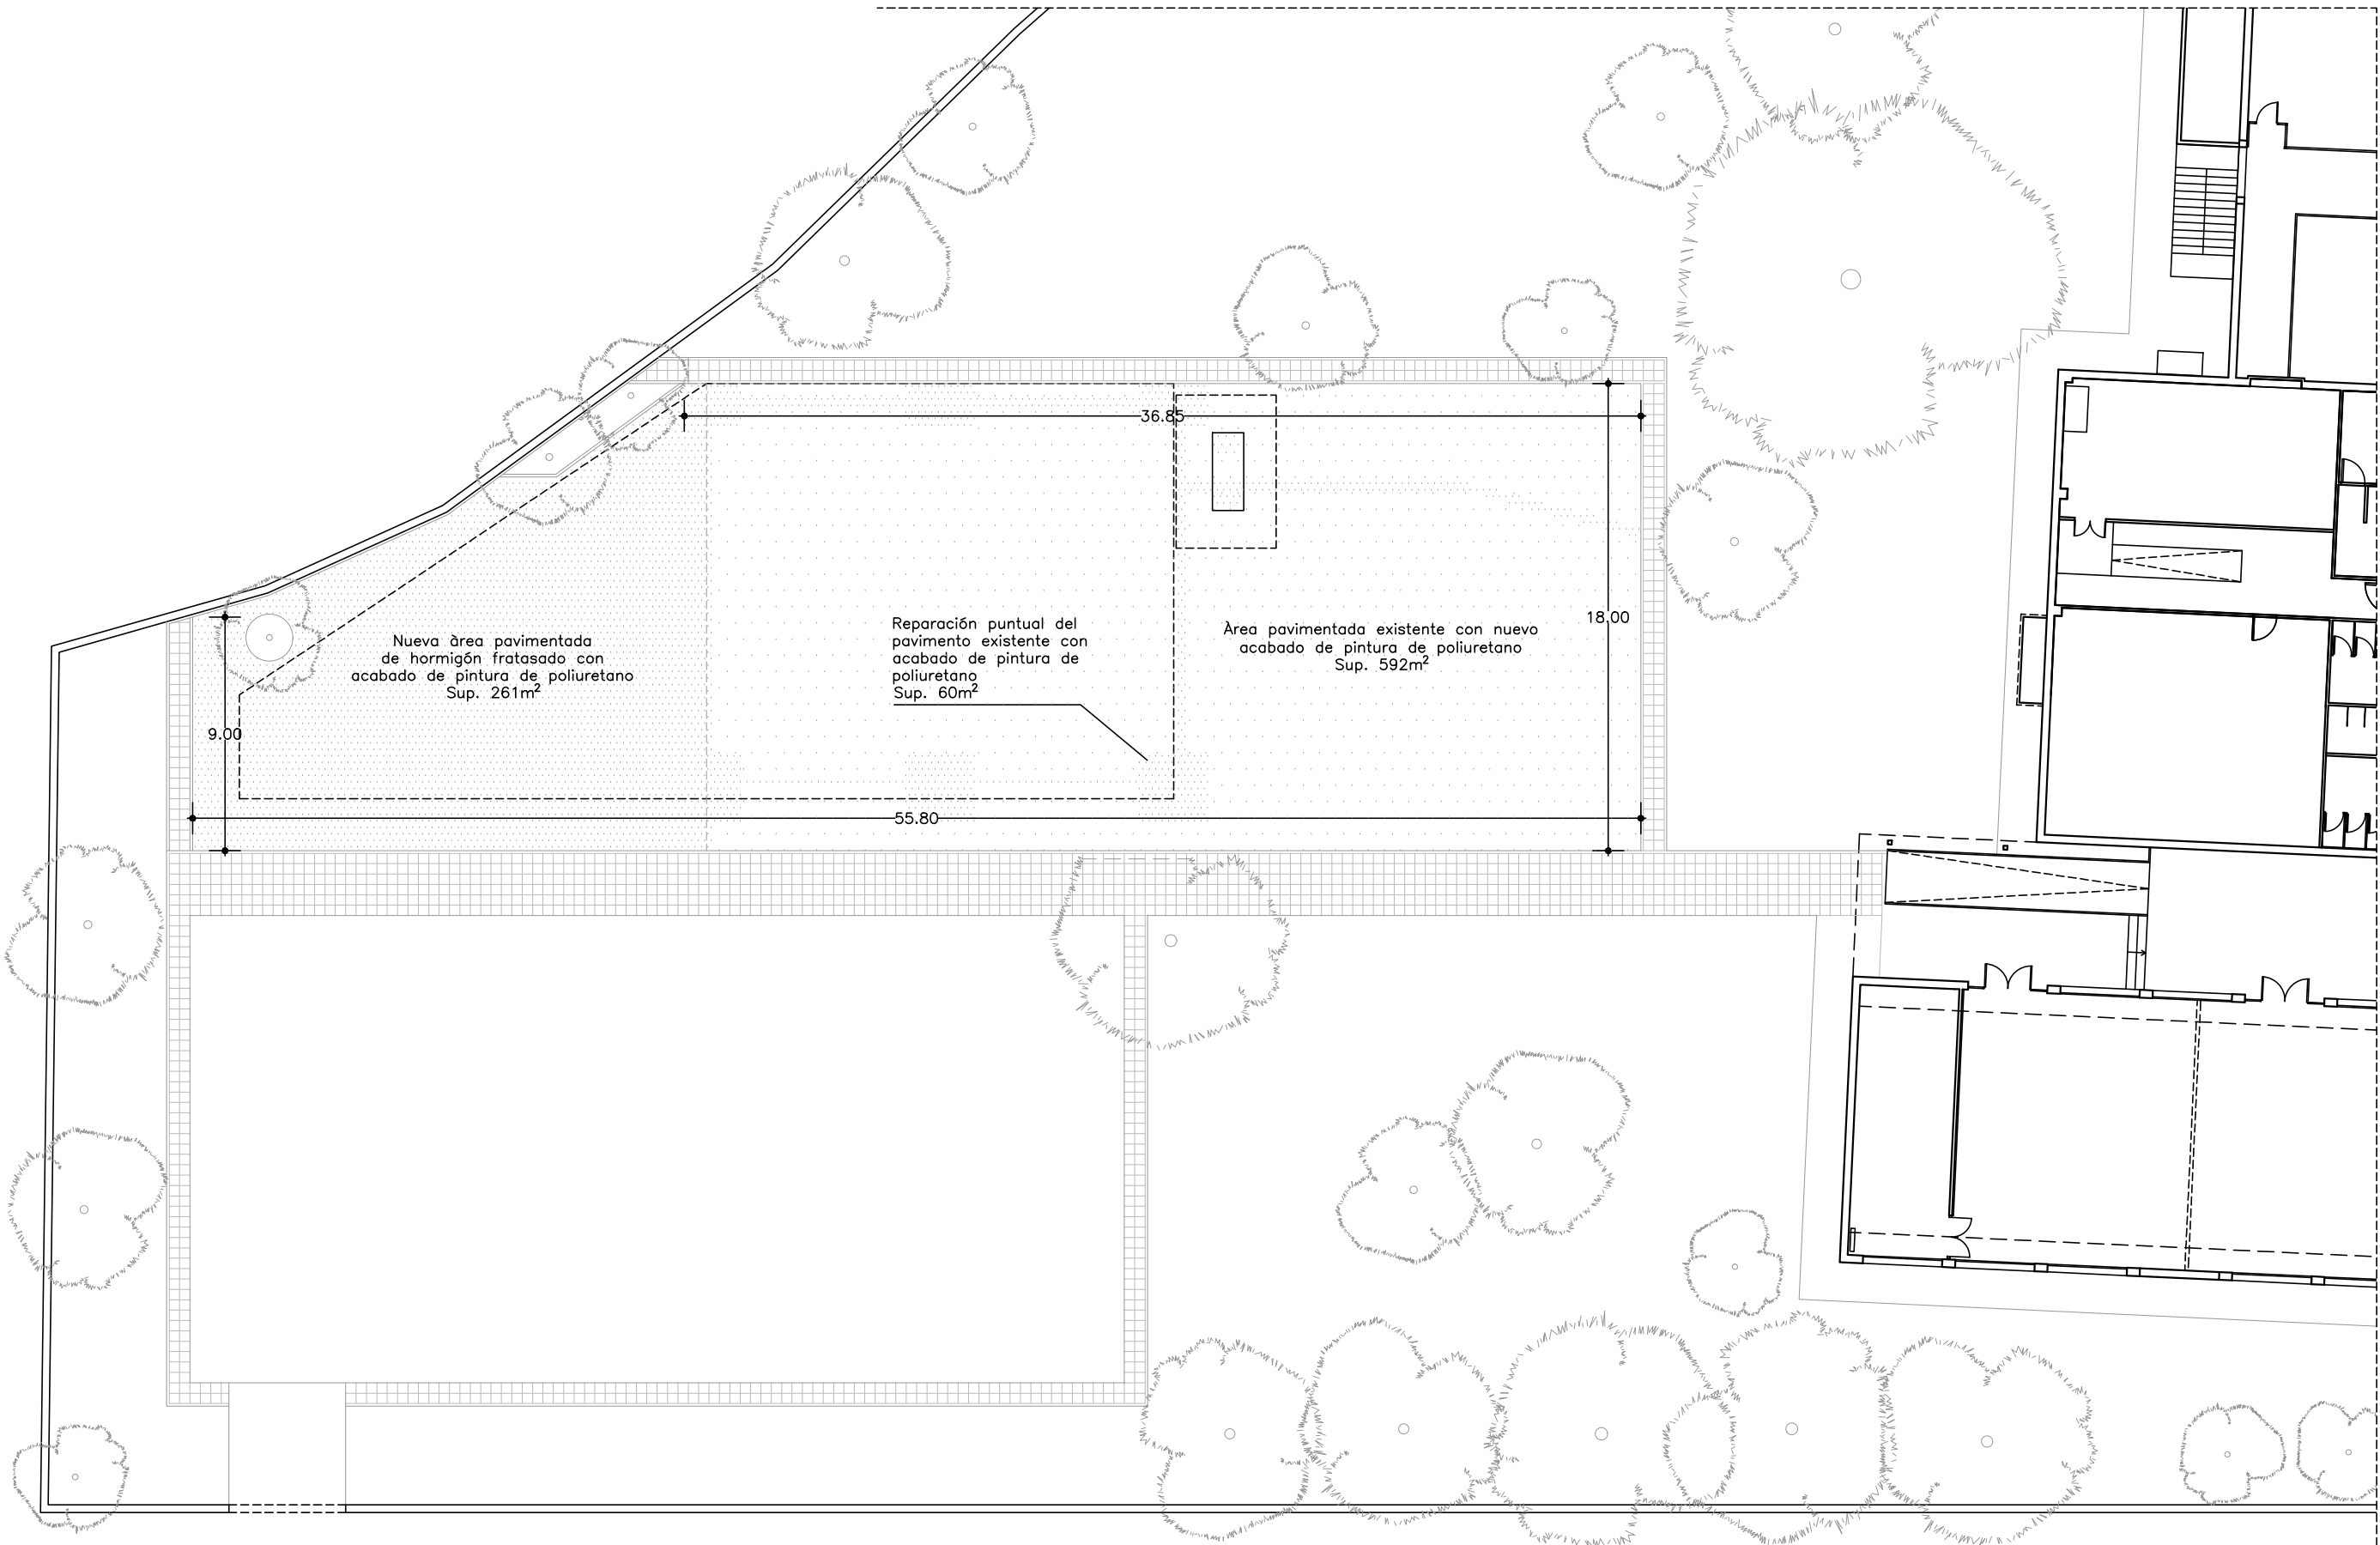 36.85
Nueva àrea pavimentada
de hormigón fratasado con
acabado de pintura de poliuretano
Sup. 261m²
Reparación puntual del
pavimento existente con
acabado de pintura de
poliuretano
Sup. 60m²
Àrea pavimentada existente con nuevo
acabado de pintura de poliuretano
Sup. 592m²
18.00
9.00
55.80